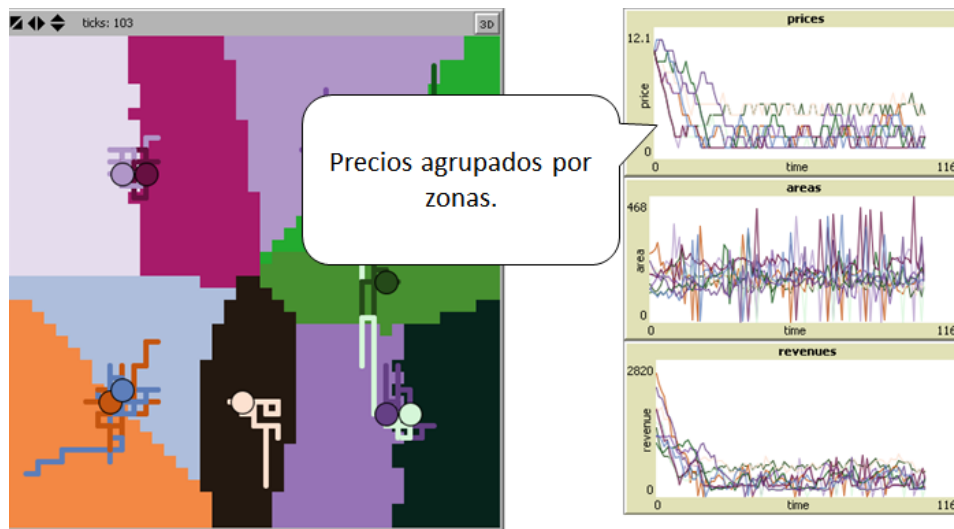 ticks: 103
3D
Precios agrupados por
zonas.
prices
12.1
price
0
0
time
116
areas
468
area
0
0
time
116
revenues
2820
revenue
0
0
time
116